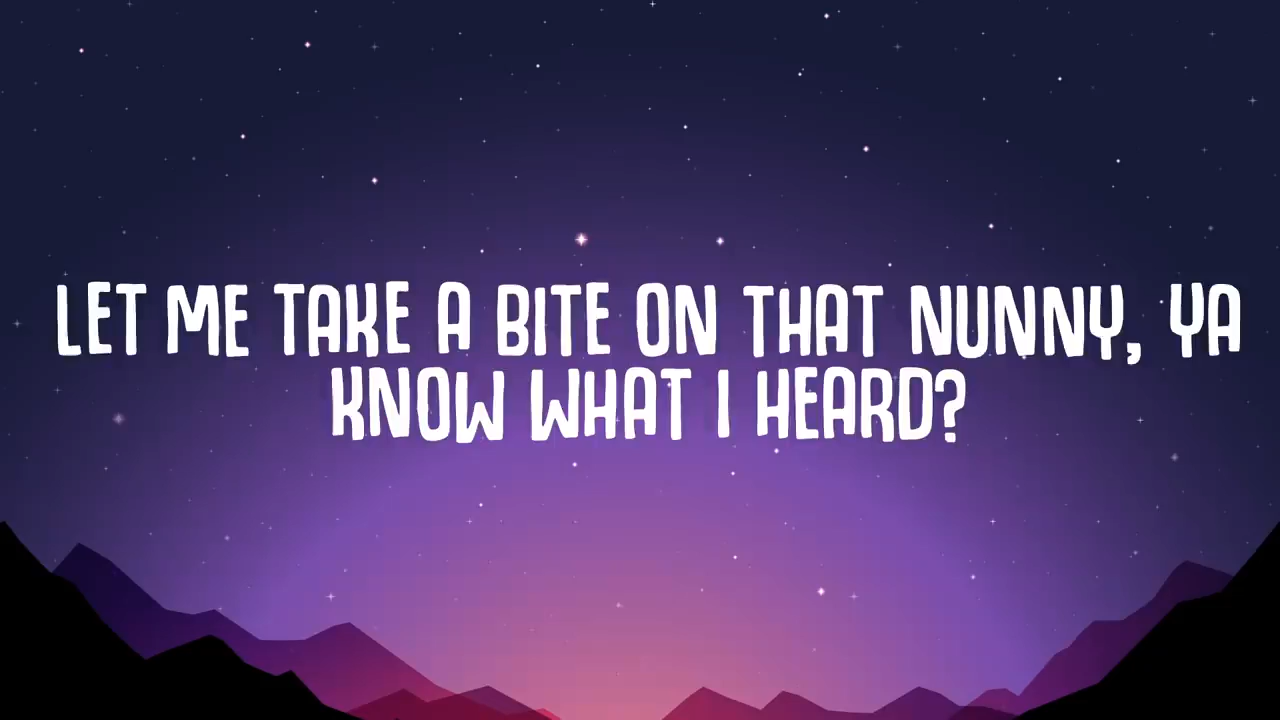 LET ME TAKE A BITE ON THAT NUNNY, YA
KNOW WHAT I HEARD?